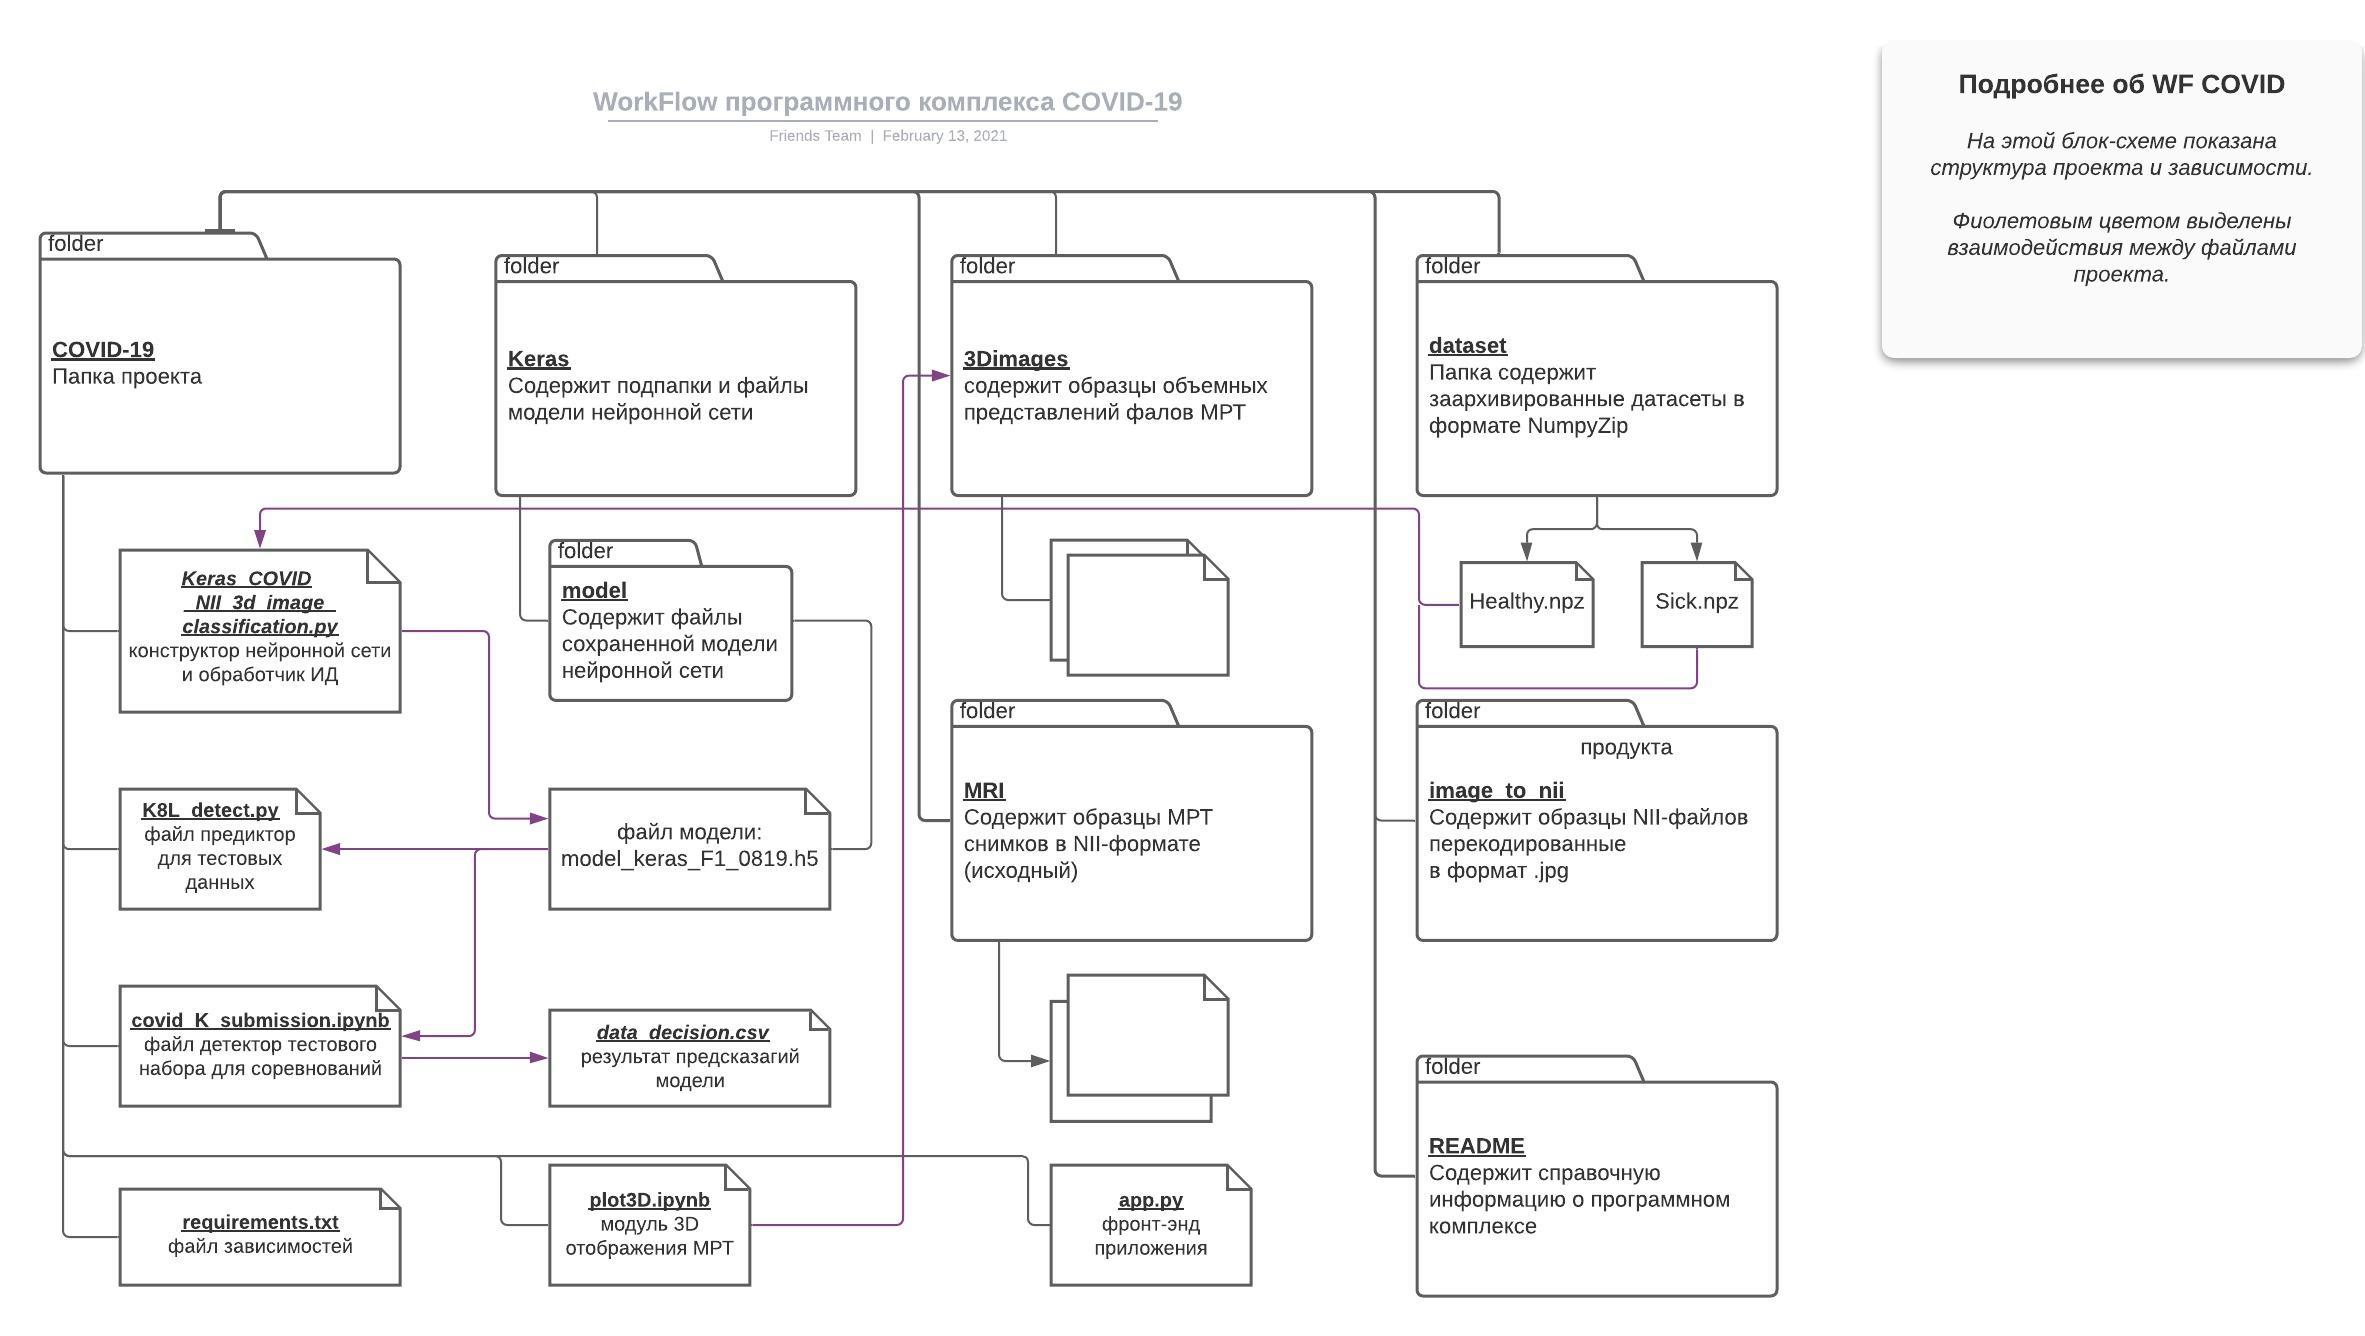 WorkFlow программного комплекса COVID-19
Friends Team | February 13, 2021
Подробнее об WF COVID
На этой блок-схеме показана
структура проекта и зависимости.
Фиолетовым цветом выделены
взаимодействия между файлами
проекта.
folder
COVID-19
Папка проекта
folder
Keras
Содержит подпапки и файлы
модели нейронной сети
folder
3Dimages
содержит образцы объемных
представлений фалов МРТ
folder
dataset
Папка содержит
заархивированные датасеты в
формате NumpyZip
Keras_COVID
_NII_3d_image_
classification.py
конструктор нейронной сети
и обработчик ИД
folder
model
Содержит файлы
сохраненной модели
нейронной сети
Healthy.npz
Sick.npz
K8L_detect.py
файл предиктор
для тестовых
данных
файл модели:
model_keras_F1_0819.h5
folder
MRI
Содержит образцы МРТ
снимков в NII-формате
(исходный)
folder
продукта
image_to_nii
Содержит образцы NII-файлов
перекодированные
в формат .jpg
covid_K_submission.ipynb
файл детектор тестового
набора для соревнований
data_decision.csv
результат предсказагий
модели
folder
README
Содержит справочную
информацию о программном
комплексе
requirements.txt
файл зависимостей
plot3D.ipynb
модуль 3D
отображения МРТ
app.py
фронт-энд
приложения